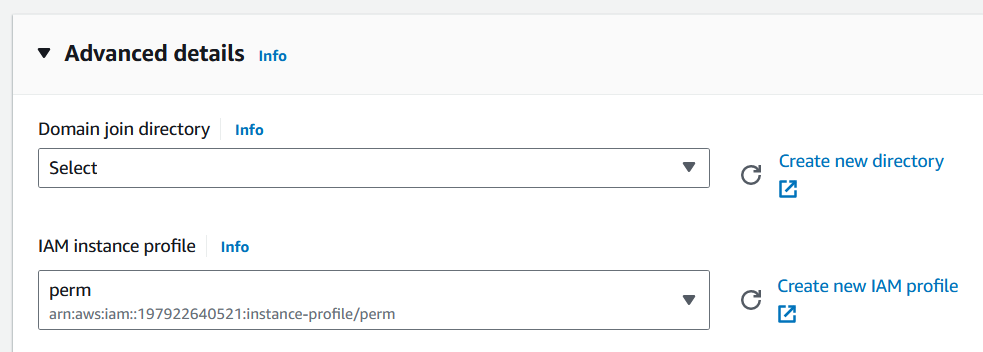 Advanced details Info
Domain join directory Info
Select
Create new directory
IAM instance profile Info
perm
arn:aws:iam::197922640521:instance-profile/perm
Create new IAM profile